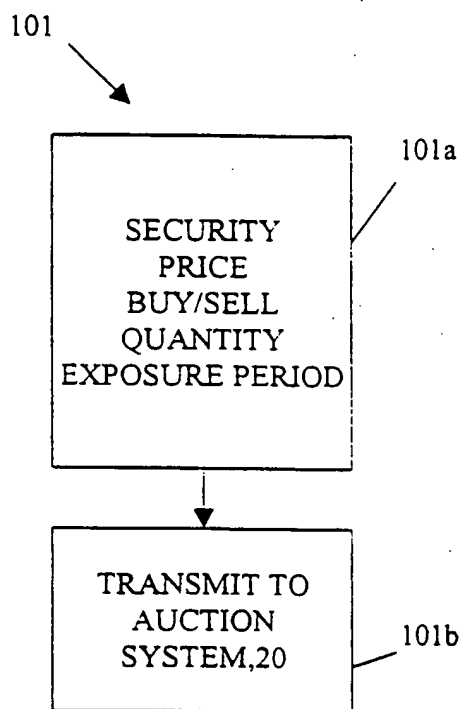 101
101a
SECURITY
PRICE
BUY/SELL
QUANTITY
EXPOSURE PERIOD
TRANSMIT TO
AUCTION
SYSTEM,20
101b